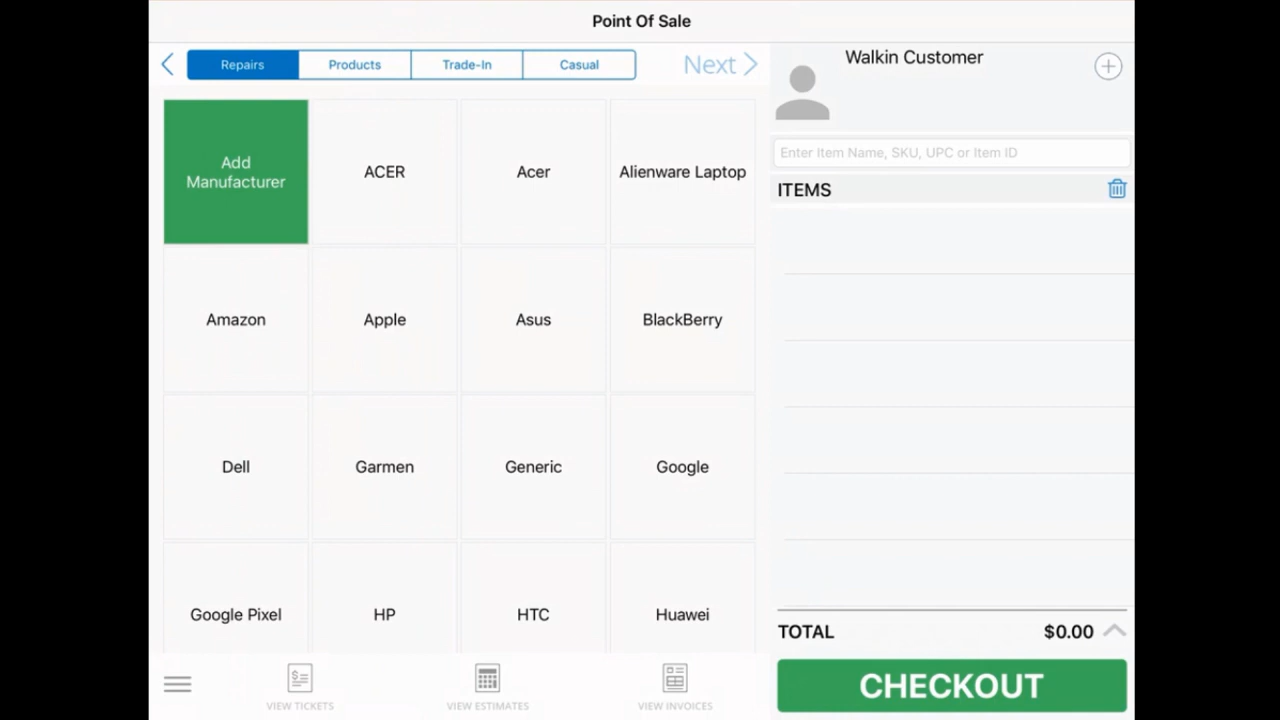 Point Of Sale
Repairs
Products
Trade-In
Casual
Next
Walkin Customer
Enter Item Name, SKU, UPC or Item ID
ITEMS
Add
Manufacturer
ACER
Acer
Alienware Laptop
Amazon
Apple
Asus
BlackBerry
Dell
Garmen
Generic
Google
Google Pixel
HP
HTC
Huawei
TOTAL
$0.00
VIEW TICKETS
VIEW ESTIMATES
VIEW INVOICES
CHECKOUT